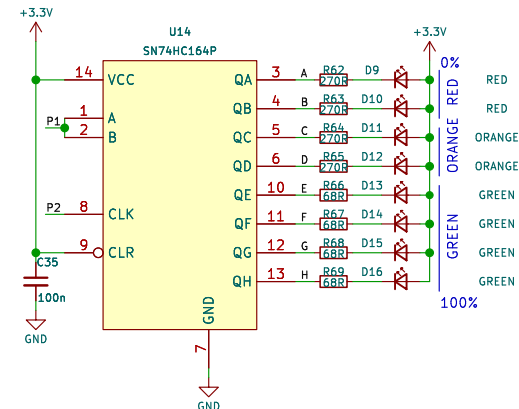 +3.3V
U14
SN74HC164P
+3.3V
0%
14 VCC QA 3 A R62 270R D9 RED
RED
4 QB B R63 270R D10 RED
P1 1 A
2 B
QC 5 C R64 270R D11 ORANGE
ORANGE
QD 6 D R65 270R D12 ORANGE
QE 10 E R66 68R D13 GREEN
P2 8 CLK
QF 11 F R67 68R D14 GREEN
GREEN
9 CLR QG 12 G R68 68R D15 GREEN
C35
100n
QH 13 H R69 68R D16 GREEN
100%
GND
GND
7
GND